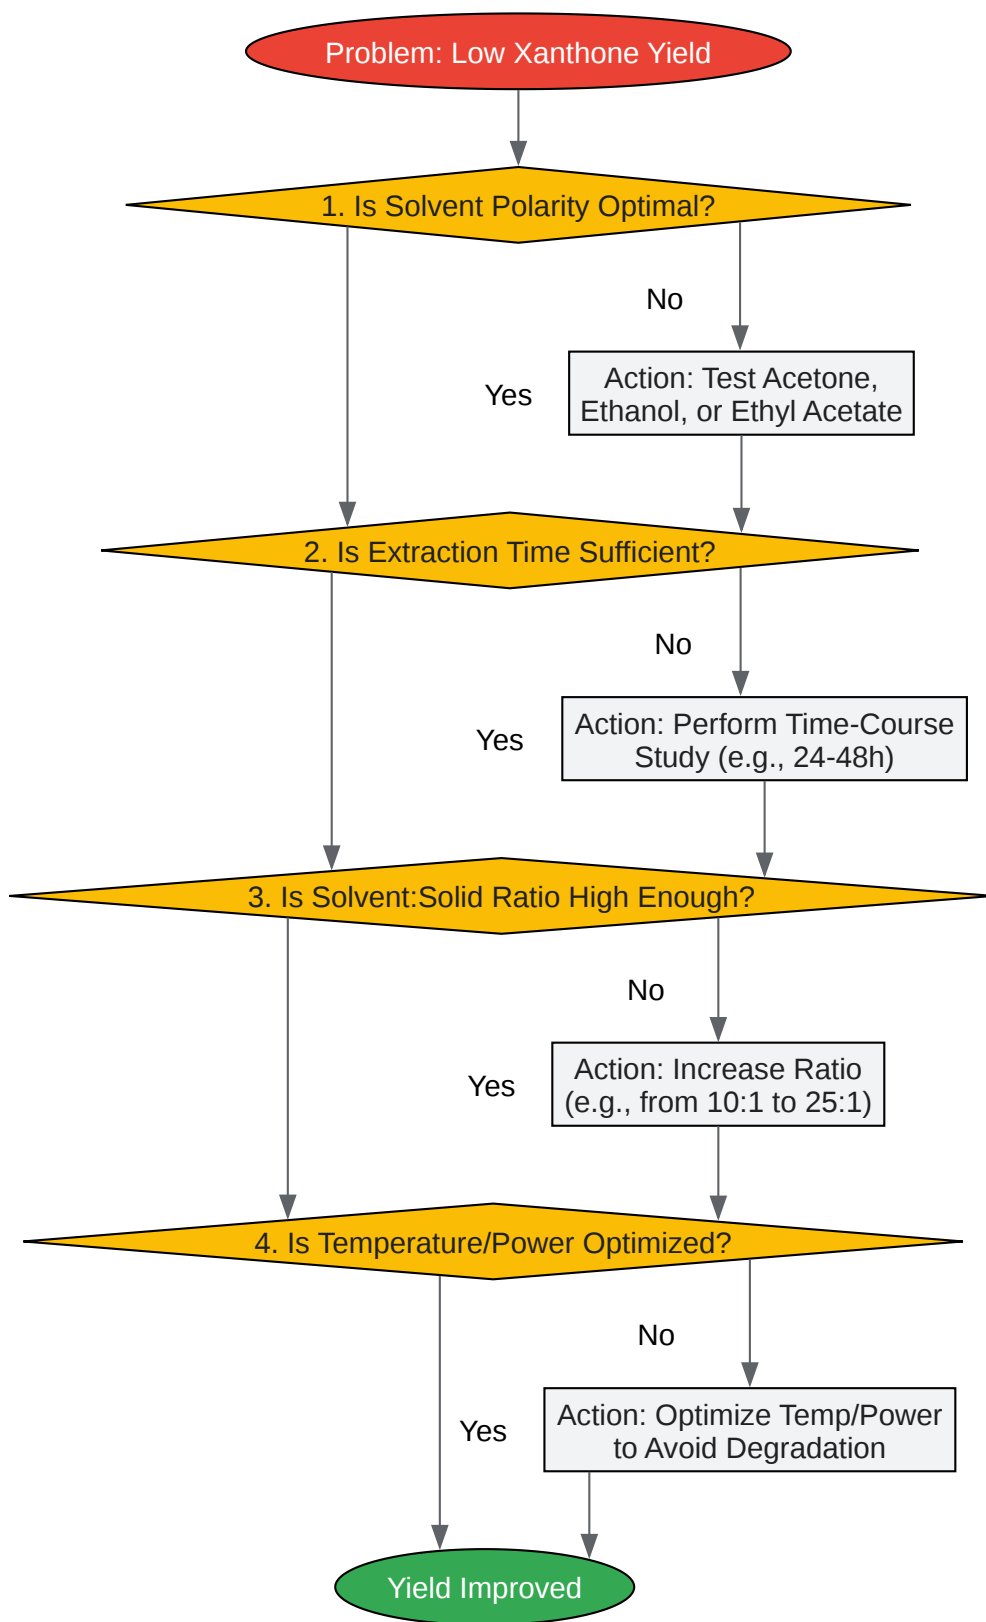 Problem: Low Xanthone Yield
1. Is Solvent Polarity Optimal?
No
Yes
Action: Test Acetone,
Ethanol, or Ethyl Acetate
2. Is Extraction Time Sufficient?
No
Yes
Action: Perform Time-Course
Study (e.g., 24-48h)
3. Is Solvent:Solid Ratio High Enough?
No
Yes
Action: Increase Ratio
(e.g., from 10:1 to 25:1)
4. Is Temperature/Power Optimized?
No
Yes
Action: Optimize Temp/Power
to Avoid Degradation
Yield Improved